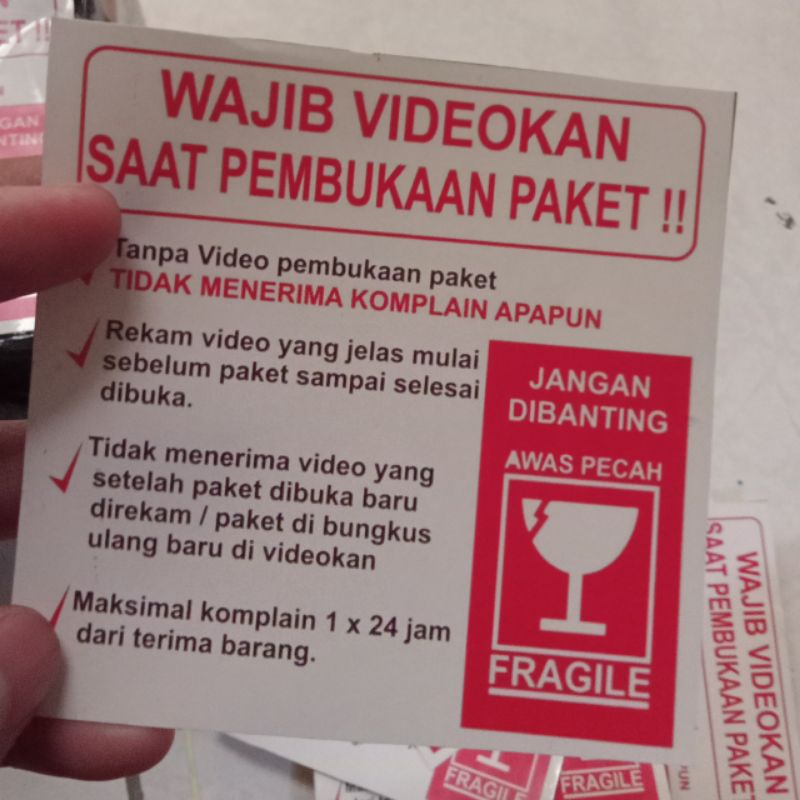 WAJIB VIDEOKAN
SAAT PEMBUKAAN PAKET !!
Tanpa Video pembukaan paket
TIDAK MENERIMA KOMPLAIN APAPUN
Rekam video yang jelas mulai
sebelum paket sampai selesai
dibuka.
Tidak menerima video yang
setelah paket dibuka baru
direkam / paket di bungkus
ulang baru di videokan
Maksimal komplain 1 x 24 jam
dari terima barang.
JANGAN
DIBANTING
AWAS PECAH
FRAGILE
WAJIB VIDEOKAN
SAAT PEMBUKAAN PAKE
FRAGILE
FRAGILE